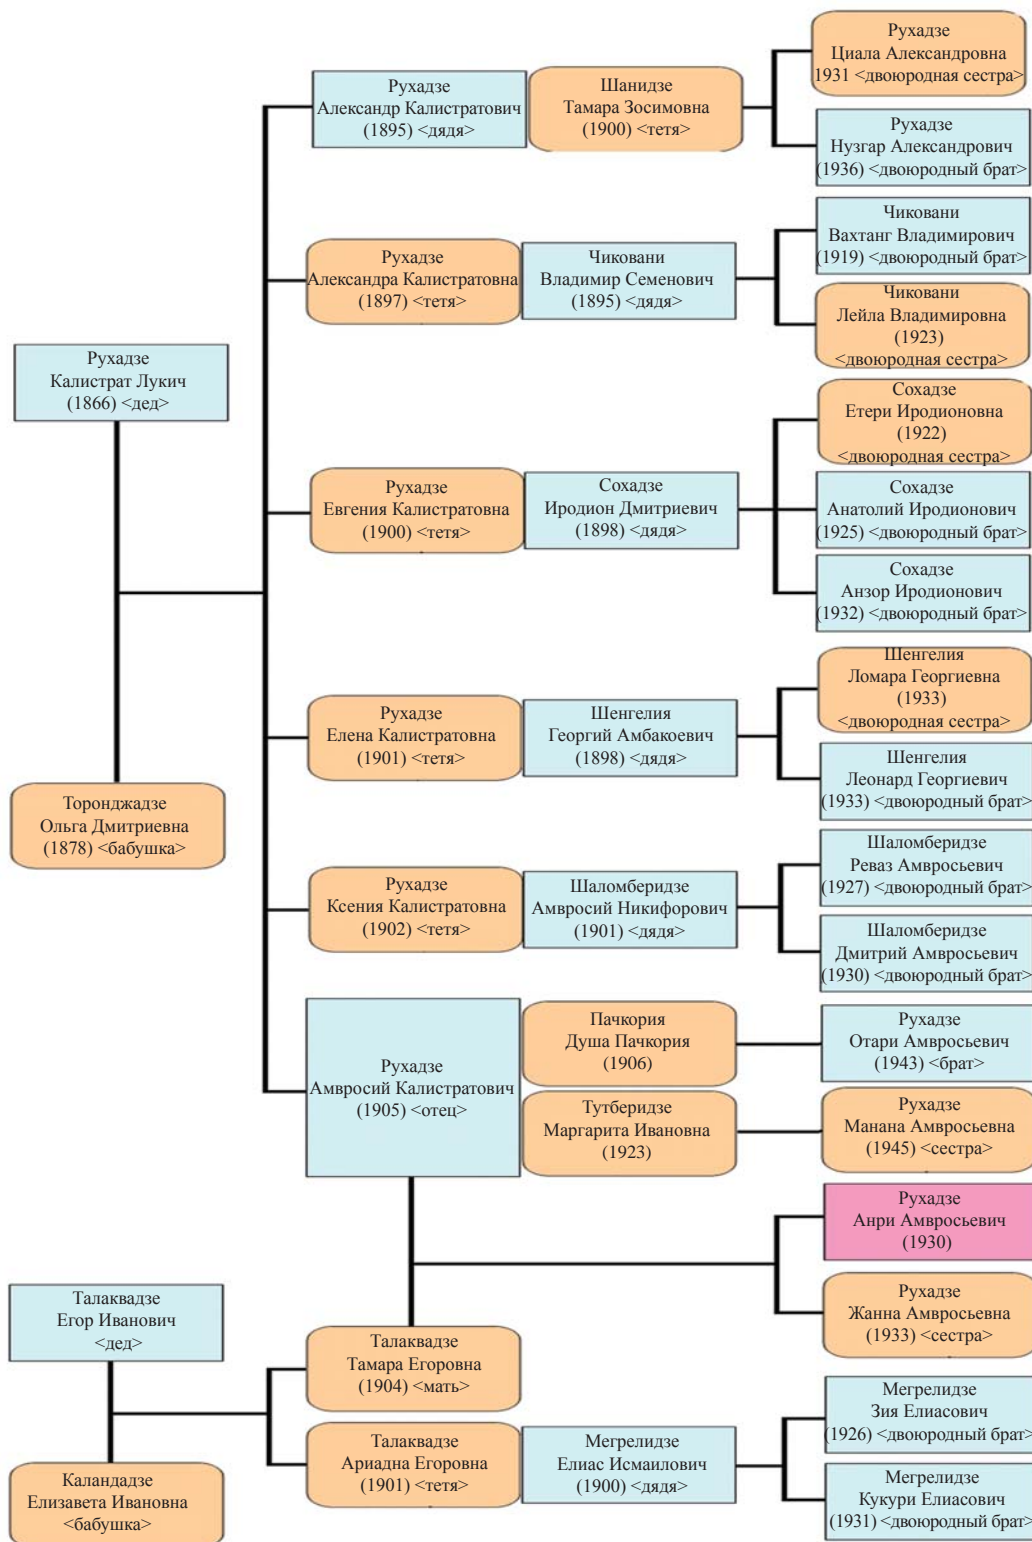 Рухадзе
Калистрат Лукич
(1866) <дед>
Торонджадзе
Ольга Дмитриевна
(1878) <бабушка>
Рухадзе
Александр Калистратович
(1895) <дядя>
Шанидзе
Тамара Зосимовна
(1900) <тетя>
Рухадзе
Циала Александровна
1931 <двоюродная сестра>
Рухадзе
Нузгар Александрович
(1936) <двоюродный брат>
Рухадзе
Александра Калистратовна
(1897) <тетя>
Чиковани
Владимир Семенович
(1895) <дядя>
Чиковани
Вахтанг Владимирович
(1919) <двоюродный брат>
Чиковани
Лейла Владимировна
(1923)
<двоюродная сестра>
Рухадзе
Евгения Калистратовна
(1900) <тетя>
Сохадзе
Иродион Дмитриевич
(1898) <дядя>
Сохадзе
Етери Иродионовна
(1922)
<двоюродная сестра>
Сохадзе
Анатолий Иродионович
(1925) <двоюродный брат>
Сохадзе
Анзор Иродионович
(1932) <двоюродный брат>
Рухадзе
Елена Калистратовна
(1901) <тетя>
Шенгелия
Георгий Амбакоевич
(1898) <дядя>
Шенгелия
Ломара Георгиевна
(1933)
<двоюродная сестра>
Шенгелия
Леонард Георгиевич
(1933) <двоюродный брат>
Рухадзе
Ксения Калистратовна
(1902) <тетя>
Шаломберидзе
Амвросий Никифорович
(1901) <дядя>
Шаломберидзе
Реваз Амвросьевич
(1927) <двоюродный брат>
Шаломберидзе
Дмитрий Амвросьевич
(1930) <двоюродный брат>
Рухадзе
Амвросий Калистратович
(1905) <отец>
Пачкория
Душа Пачкория
(1906)
Рухадзе
Отари Амвросьевич
(1943) <брат>
Тутберидзе
Маргарита Ивановна
(1923)
Рухадзе
Манана Амвросьевна
(1945) <сестра>
Рухадзе
Анри Амвросьевич
(1930)
Рухадзе
Жанна Амвросьевна
(1933) <сестра>
Талаквадзе
Егор Иванович
<дед>
Каландадзе
Елизавета Ивановна
<бабушка>
Талаквадзе
Тамара Егоровна
(1904) <мать>
Талаквадзе
Ариадна Егоровна
(1901) <тетя>
Мегрелидзе
Елиас Исмаилович
(1900) <дядя>
Мегрелидзе
Зия Елиасович
(1926) <двоюродный брат>
Мегрелидзе
Кукури Елиасович
(1931) <двоюродный брат>